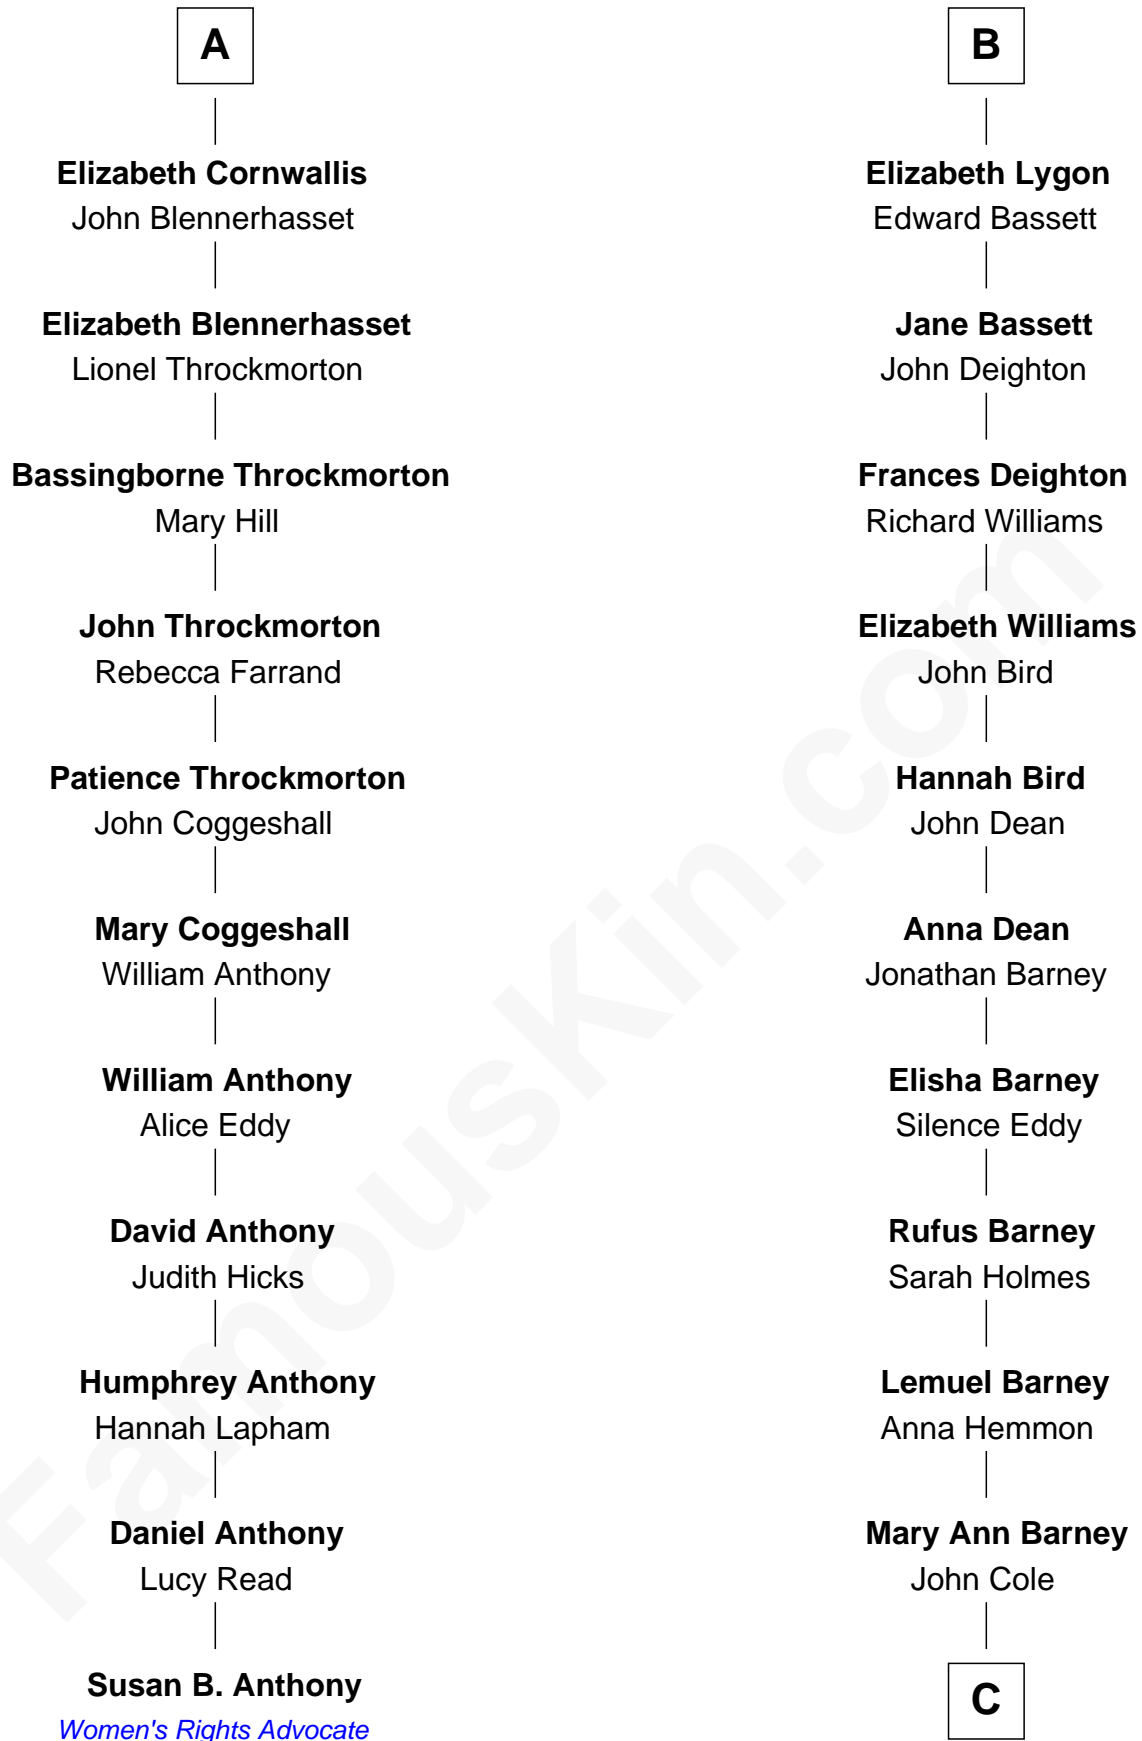 A
Elizabeth Cornwallis
John Blennerhasset
Elizabeth Blennerhasset
Lionel Throckmorton
Bassingborne Throckmorton
Mary Hill
John Throckmorton
Rebecca Farrand
Patience Throckmorton
John Coggeshall
Mary Coggeshall
William Anthony
William Anthony
Alice Eddy
David Anthony
Judith Hicks
Humphrey Anthony
Hannah Lapham
Daniel Anthony
Lucy Read
Susan B. Anthony
Women's Rights Advocate
B
Elizabeth Lygon
Edward Bassett
Jane Bassett
John Deighton
Frances Deighton
Richard Williams
Elizabeth Williams
John Bird
Hannah Bird
John Dean
Anna Dean
Jonathan Barney
Elisha Barney
Silence Eddy
Rufus Barney
Sarah Holmes
Lemuel Barney
Anna Hemmon
Mary Ann Barney
John Cole
C
FamousKin.com